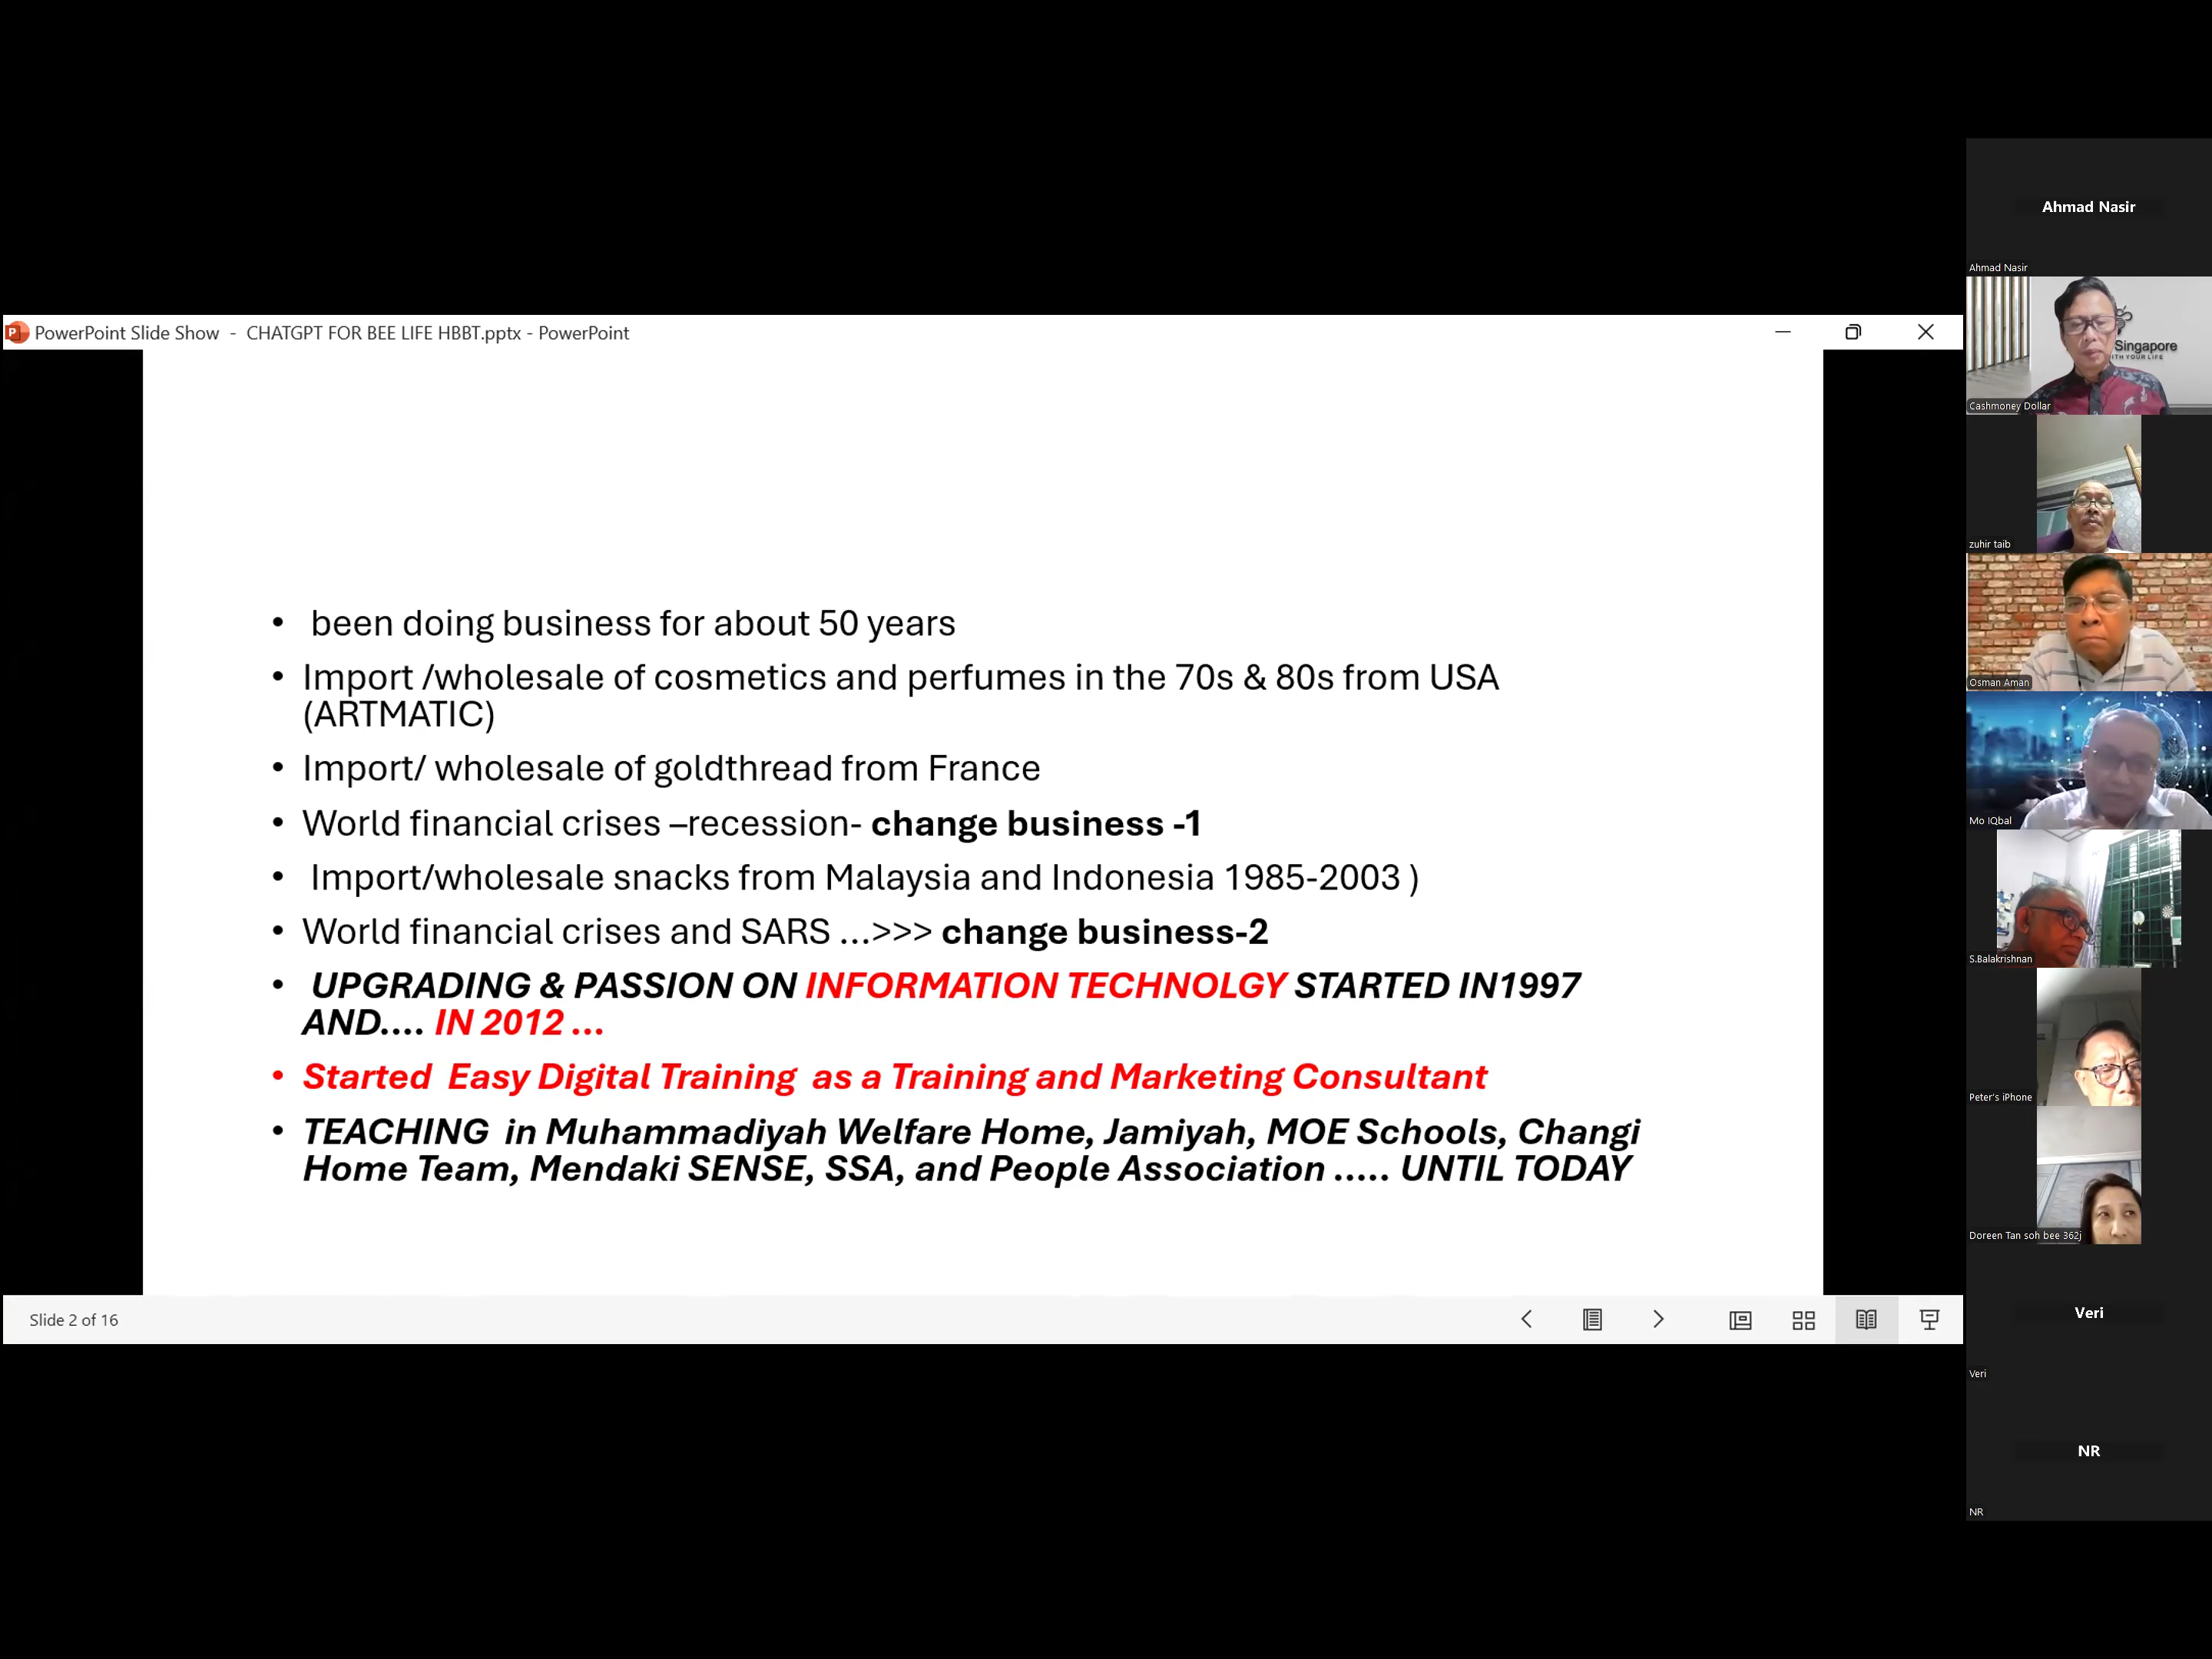 PowerPoint Slide Show - CHATGPT FOR BEE LIFE HBBT.pptx - PowerPoint
• been doing business for about 50 years
• Import /wholesale of cosmetics and perfumes in the 70s & 80s from USA
(ARTMATIC)
• Import/ wholesale of goldthread from France
• World financial crises –recession- change business -1
• Import/wholesale snacks from Malaysia and Indonesia 1985-2003 )
• World financial crises and SARS ...>>> change business-2
• UPGRADING & PASSION ON INFORMATION TECHNOLGY STARTED IN1997
AND.... IN 2012 ...
• Started Easy Digital Training as a Training and Marketing Consultant
• TEACHING in Muhammadiyah Welfare Home, Jamiyah, MOE Schools, Changi
Home Team, Mendaki SENSE, SSA, and People Association ..... UNTIL TODAY
Slide 2 of 16
Ahmad Nasir
Ahmad Nasir
Singapore
TH YOUR LIFE
Cashmoney Dollar
zuhir taib
Osman Aman
Mo IQbal
S.Balakrishnan
Peter's iPhone
Doreen Tan soh bee 362j
Veri
Veri
NR
NR